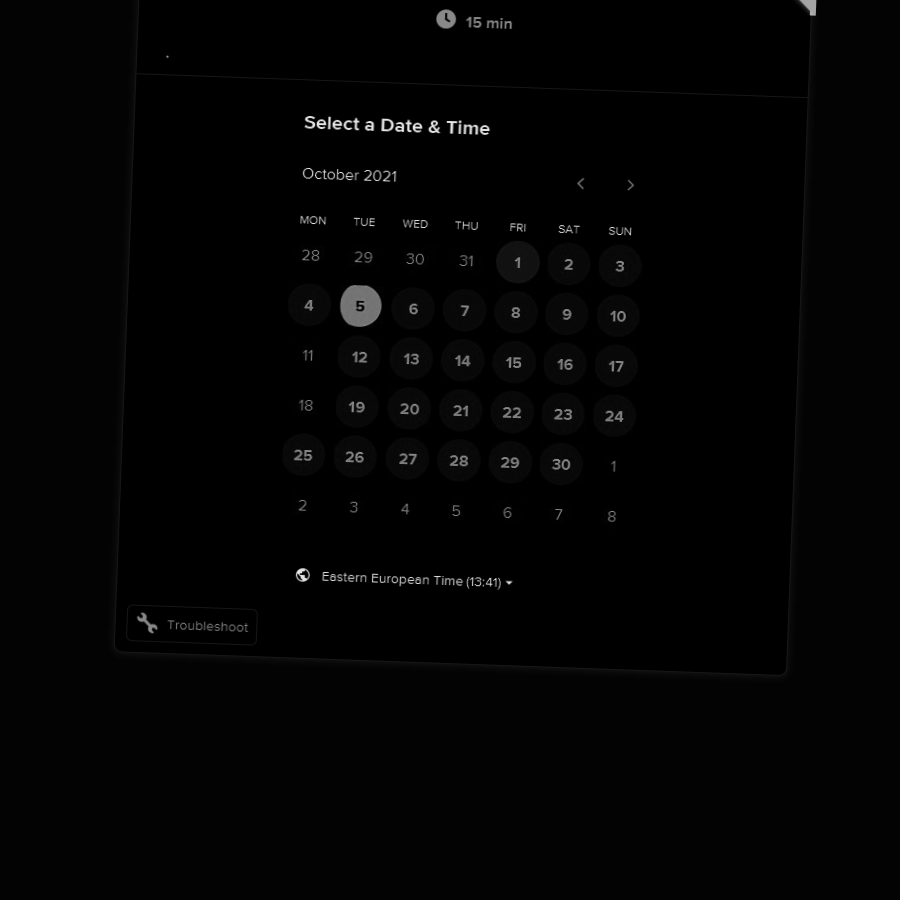 15 min
.
Select a Date & Time
October 2021
MON TUE WED THU FRI SAT SUN
28 29 30 31 1 2 3
4 5 6 7 8 9 10
11 12 13 14 15 16 17
18 19 20 21 22 23 24
25 26 27 28 29 30 1
2 3 4 5 6 7 8
Eastern European Time (13:41)
Troubleshoot